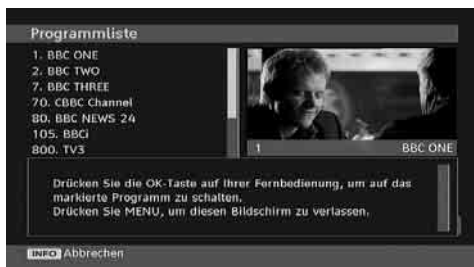 Programmliste
1. BBC ONE
2. BBC TWO
7. BBC THREE
70. CBBC Channel
80. BBC NEWS 24
105. BBCi
800. TV3
1 BBC ONE
Drücken Sie die OK-Taste auf Ihrer Fernbedienung, um auf das
markierte Programm zu schalten.
Drücken Sie MENU, um diesen Bildschirm zu verlassen.
INFO Abbrechen